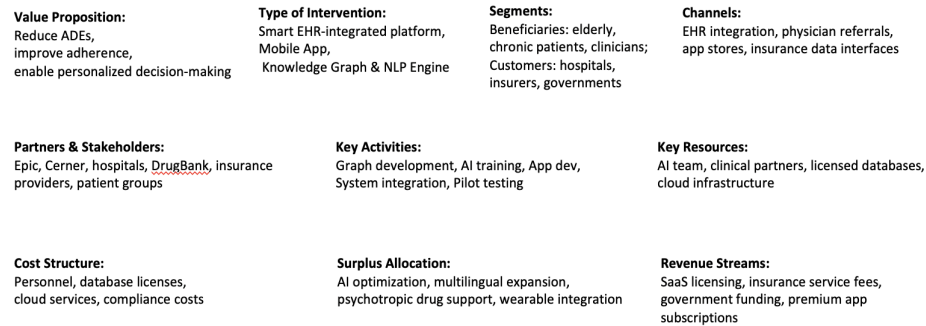 Value Proposition:
Reduce ADEs,
improve adherence,
enable personalized decision-making
Type of Intervention:
Smart EHR-integrated platform,
Mobile App,
Knowledge Graph & NLP Engine
Segments:
Beneficiaries: elderly,
chronic patients, clinicians;
Customers: hospitals,
insurers, governments
Channels:
EHR integration, physician referrals,
app stores, insurance data interfaces
Partners & Stakeholders:
Epic, Cerner, hospitals, DrugBank, insurance
providers, patient groups
Key Activities:
Graph development, AI training, App dev,
System integration, Pilot testing
Key Resources:
AI team, clinical partners, licensed databases,
cloud infrastructure
Cost Structure:
Personnel, database licenses,
cloud services, compliance costs
Surplus Allocation:
AI optimization, multilingual expansion,
psychotropic drug support, wearable integration
Revenue Streams:
SaaS licensing, insurance service fees,
government funding, premium app
subscriptions